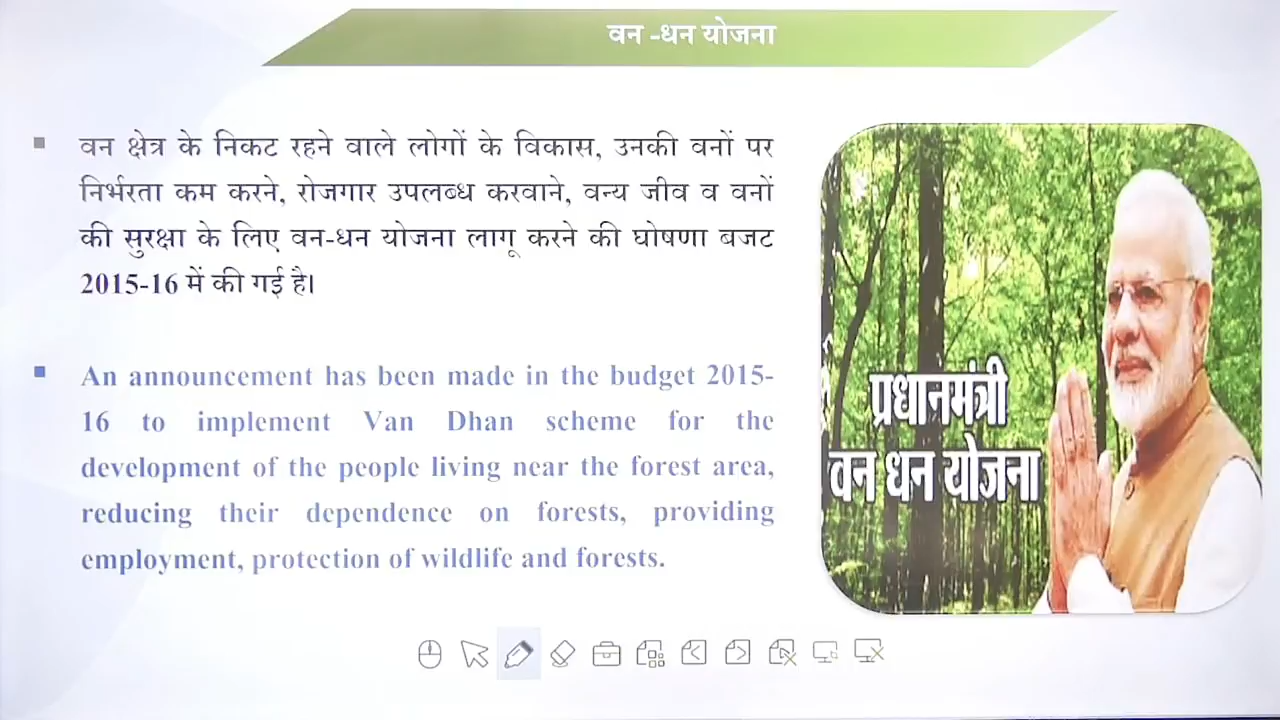 वन -धन योजना
वन क्षेत्र के निकट रहने वाले लोगों के विकास, उनकी वनों पर
निर्भरता कम करने, रोजगार उपलब्ध करवाने, वन्य जीव व वनों
की सुरक्षा के लिए वन-धन योजना लागू करने की घोषणा बजट
2015-16 में की गई है।
An announcement has been made in the budget 2015-
16 to implement Van Dhan scheme for the
development of the people living near the forest area,
reducing their dependence on forests, providing
employment, protection of wildlife and forests.
प्रधानमंत्री
वन धन योजना